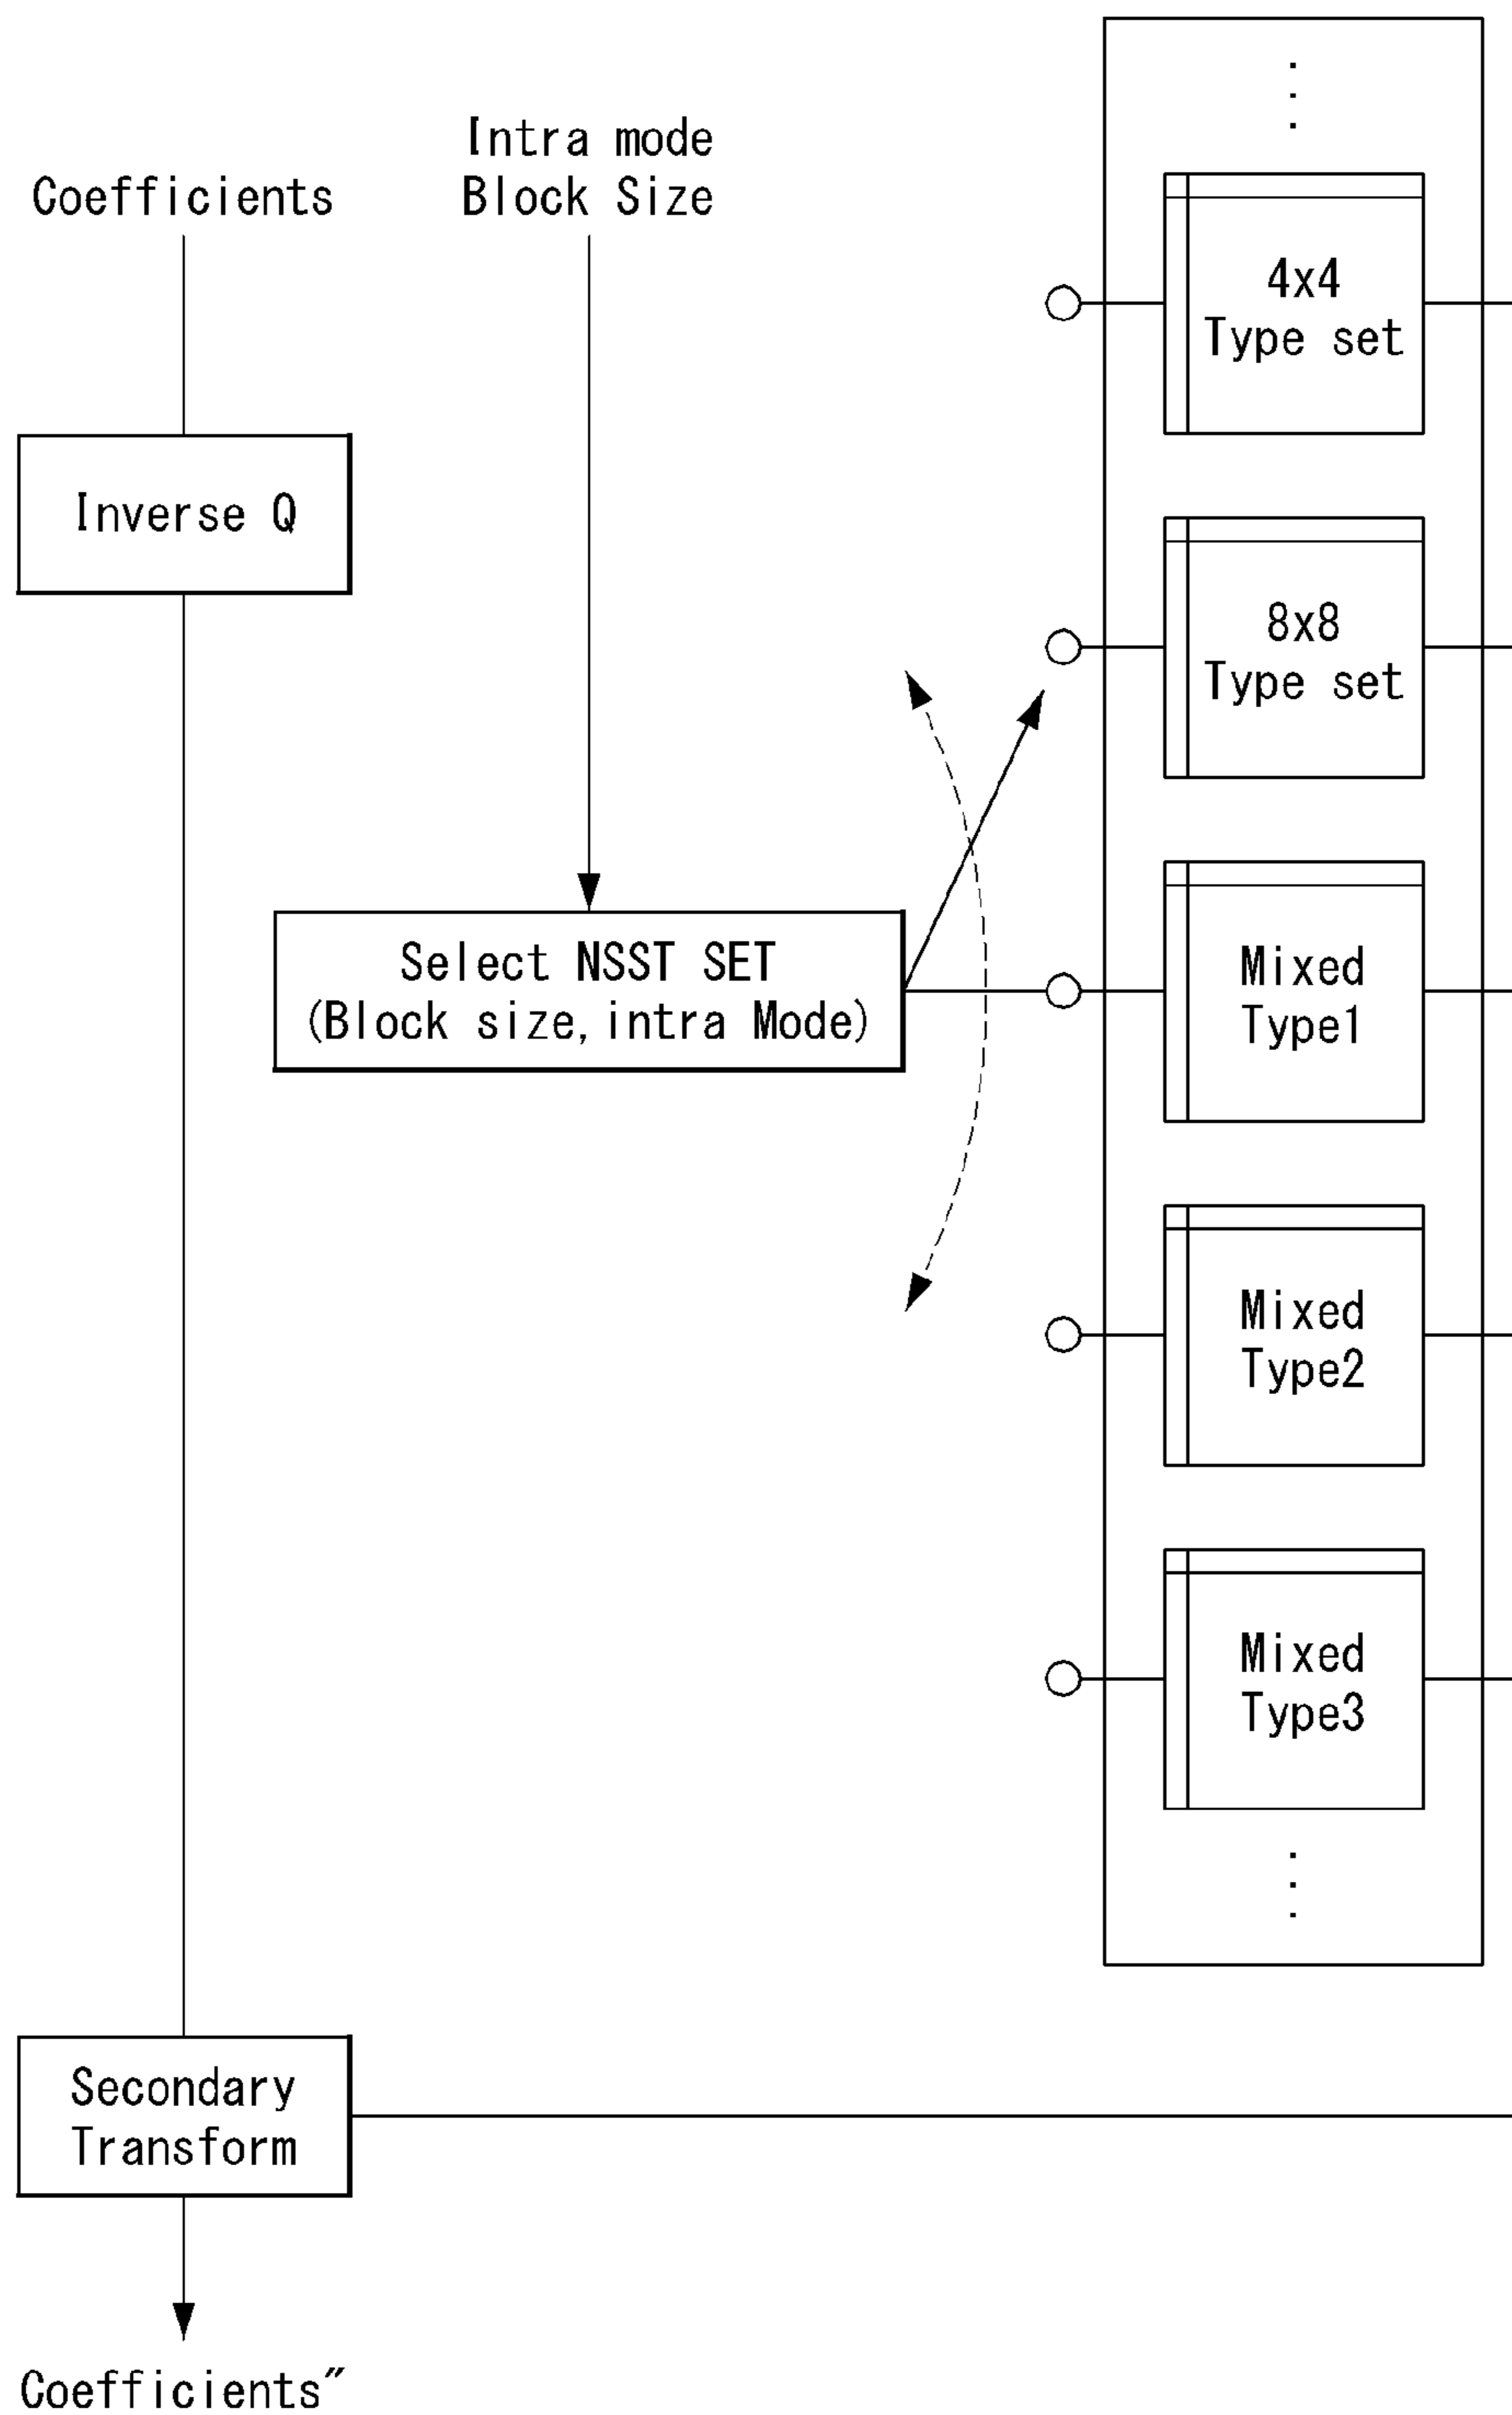 Coefficients
Intra mode
Block Size
Inverse Q
Select NSST SET
(Block size, intra Mode)
4x4
Type set
8x8
Type set
Mixed
Type1
Mixed
Type2
Mixed
Type3
Secondary
Transform
Coefficients"